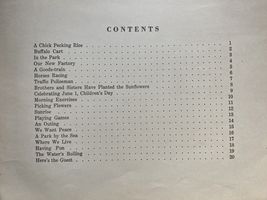 CONTENTS
A Chick Pecking Rice . . . 1
Buffalo Cart . . . 2
In the Park . . . 3
Our New Factory . . . 4
A Goods-train . . . 5
Horses Racing . . . 6
Traffic Policeman . . . 7
Brothers and Sisters Have Planted the Sunflowers . . . 8
Celebrating June 1, Children's Day . . . 9
Morning Exercises . . . 10
Picking Flowers . . . 11
Sunrise . . . 12
Playing Games . . . 13
An Outing . . . 14
We Want Peace . . . 15
A Park by the Sea . . . 16
Where We Live . . . 17
Having Fun . . . 18
The Water's Boiling . . . 19
Here's the Guest . . . 20